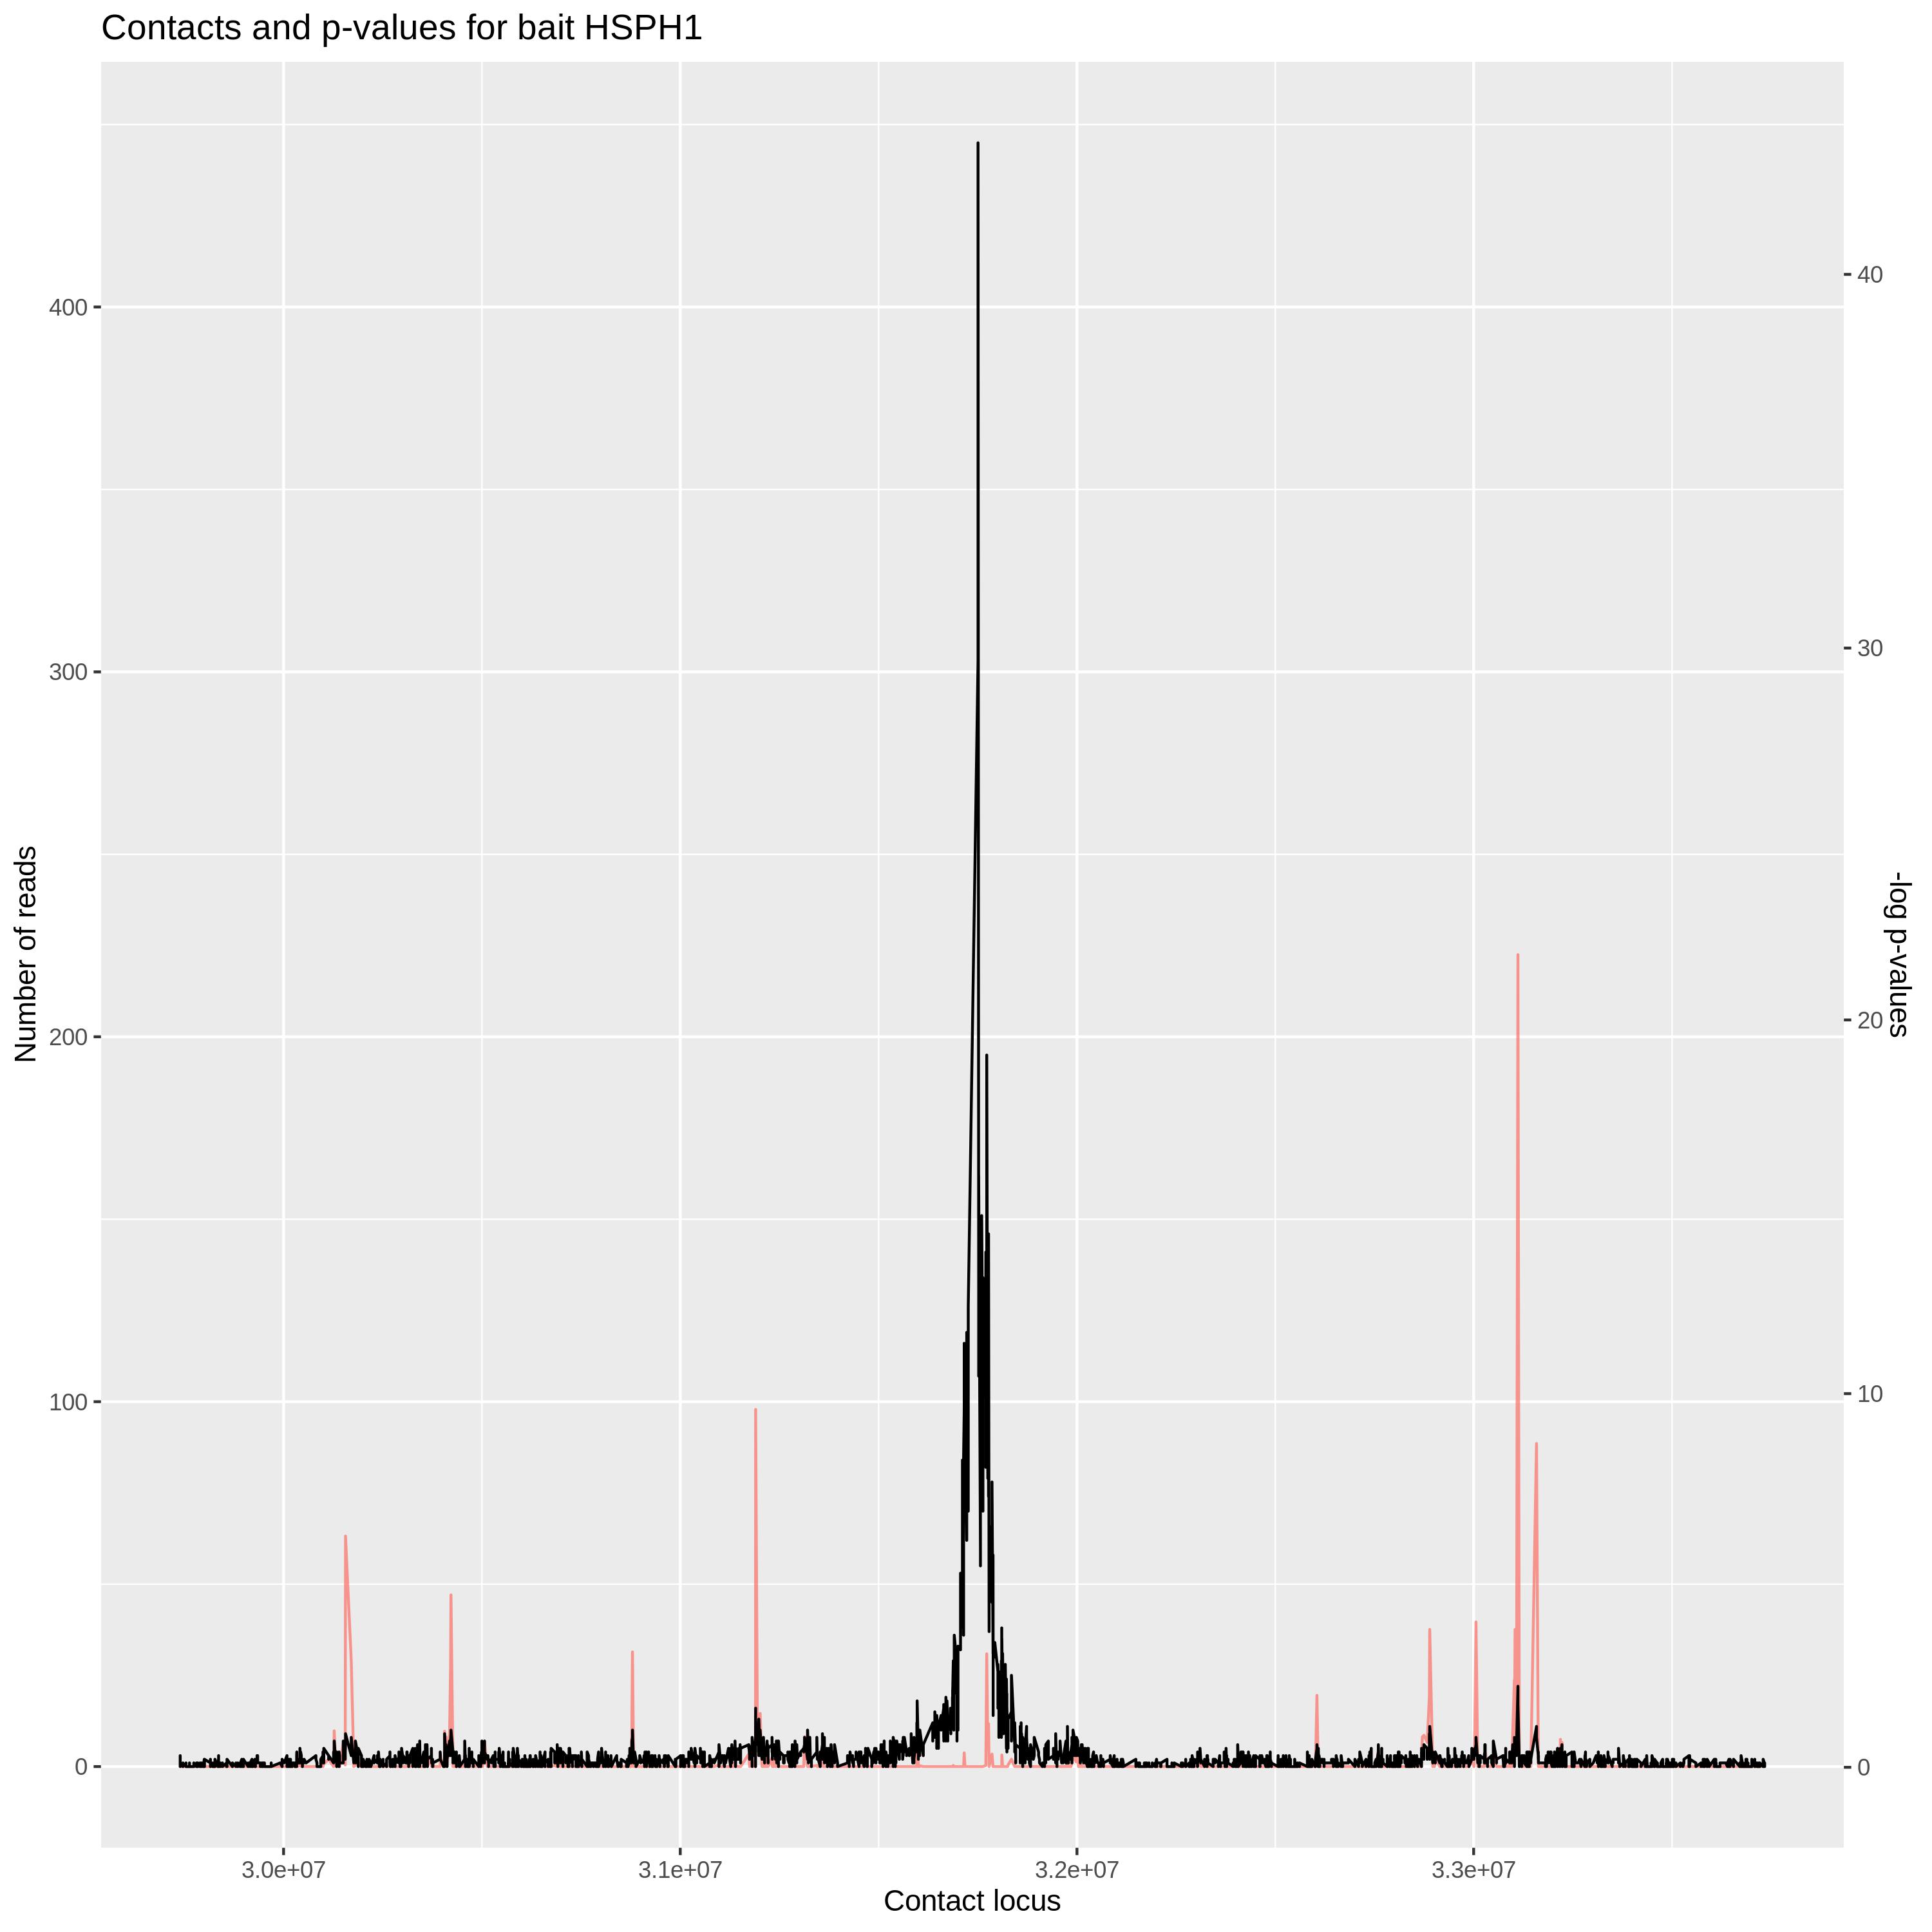 Contacts and p-values for bait HSPH1
Number of reads
400
300
200
100
0
40
30
20
10
0
-log p-values
3.0e+07
3.1e+07
3.2e+07
3.3e+07
Contact locus